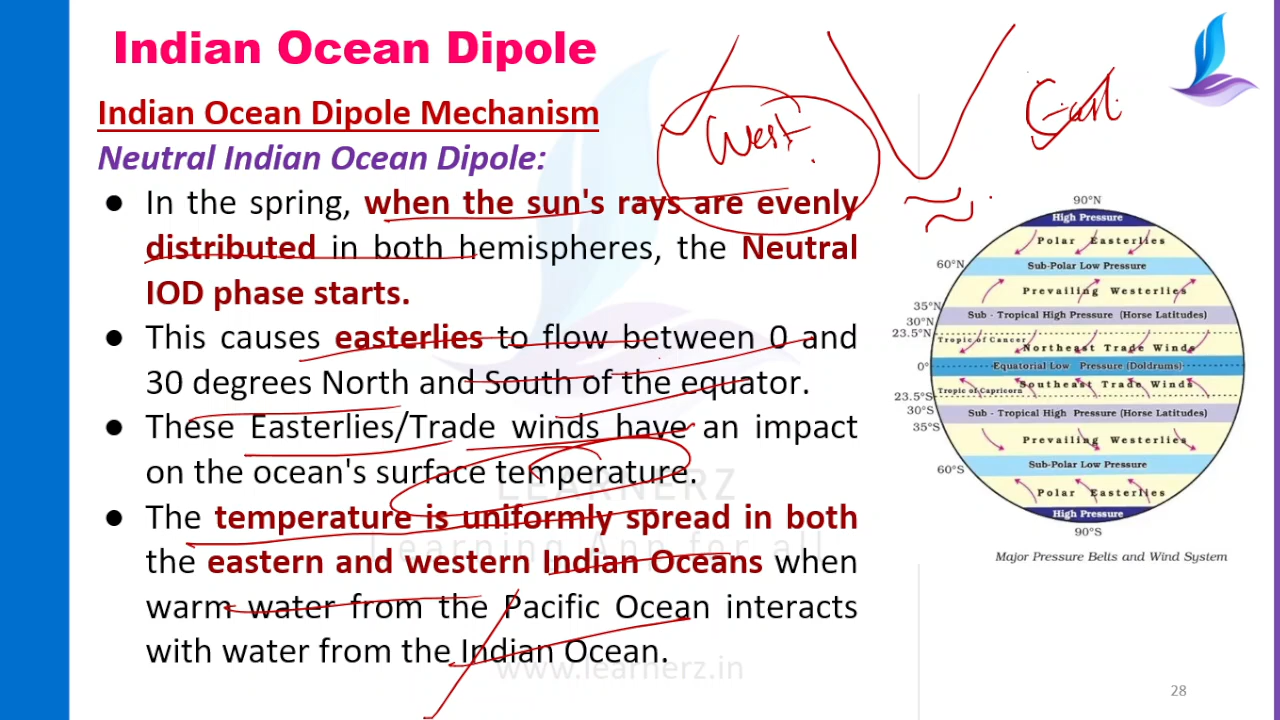 Indian Ocean Dipole
Indian Ocean Dipole Mechanism
Neutral Indian Ocean Dipole:
● In the spring, when the sun's rays are evenly
distributed in both hemispheres, the Neutral
IOD phase starts.
● This causes easterlies to flow between 0 and
30 degrees North and South of the equator.
● These Easterlies/Trade winds have an impact
on the ocean's surface temperature.
● The temperature is uniformly spread in both
the eastern and western Indian Oceans when
warm water from the Pacific Ocean interacts
with water from the Indian Ocean.
West
East
90°N
High Pressure
Polar Easterlies
60°N
Sub-Polar Low Pressure
Prevailing Westerlies
35°N
Sub - Tropical High Pressure (Horse Latitudes)
30°N
23.5°N
Tropic of Cancer
Northeast Trade Winds
0°
Equatorial Low Pressure (Doldrums)
Southeast Trade Winds
Tropic of Capricorn
23.5°S
30°S
Sub - Tropical High Pressure (Horse Latitudes)
35°S
Prevailing Westerlies
60°S
Sub-Polar Low Pressure
Polar Easterlies
High Pressure
90°S
Major Pressure Belts and Wind System
LEARNERZ
Learning App for all
www.learnerz.in
28